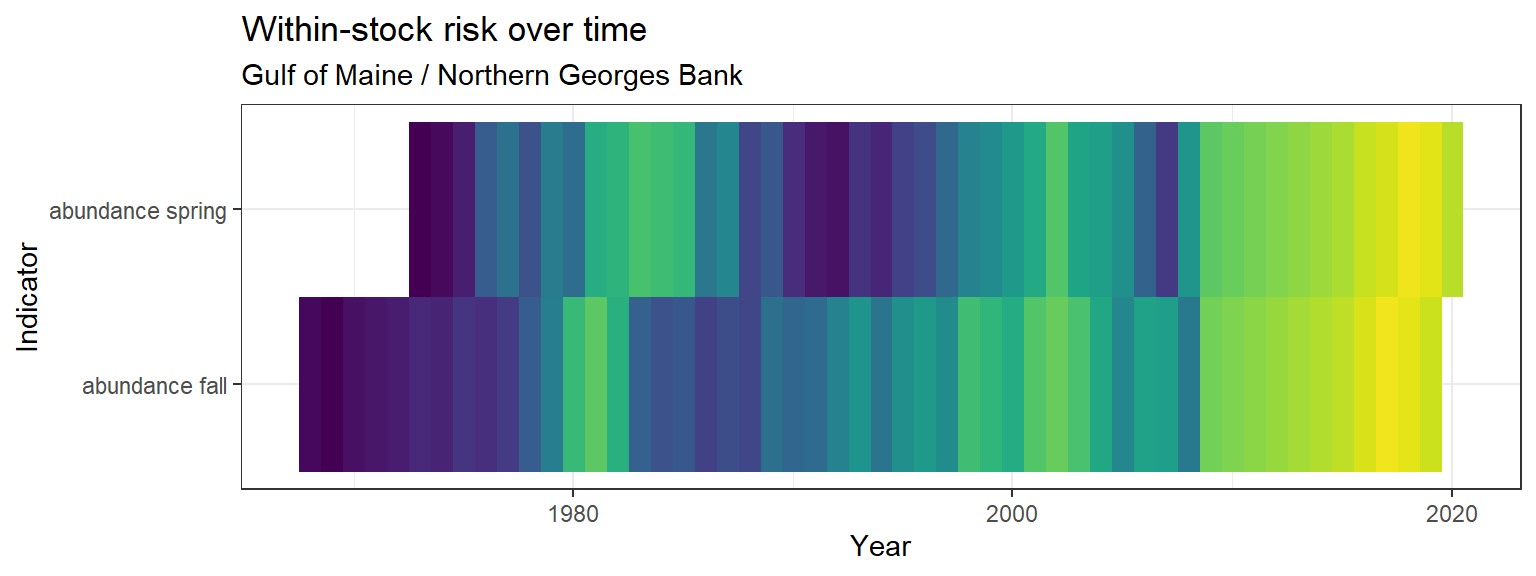 Within-stock risk over time
Gulf of Maine / Northern Georges Bank
Indicator
abundance spring
abundance fall
1980
2000
2020
Year